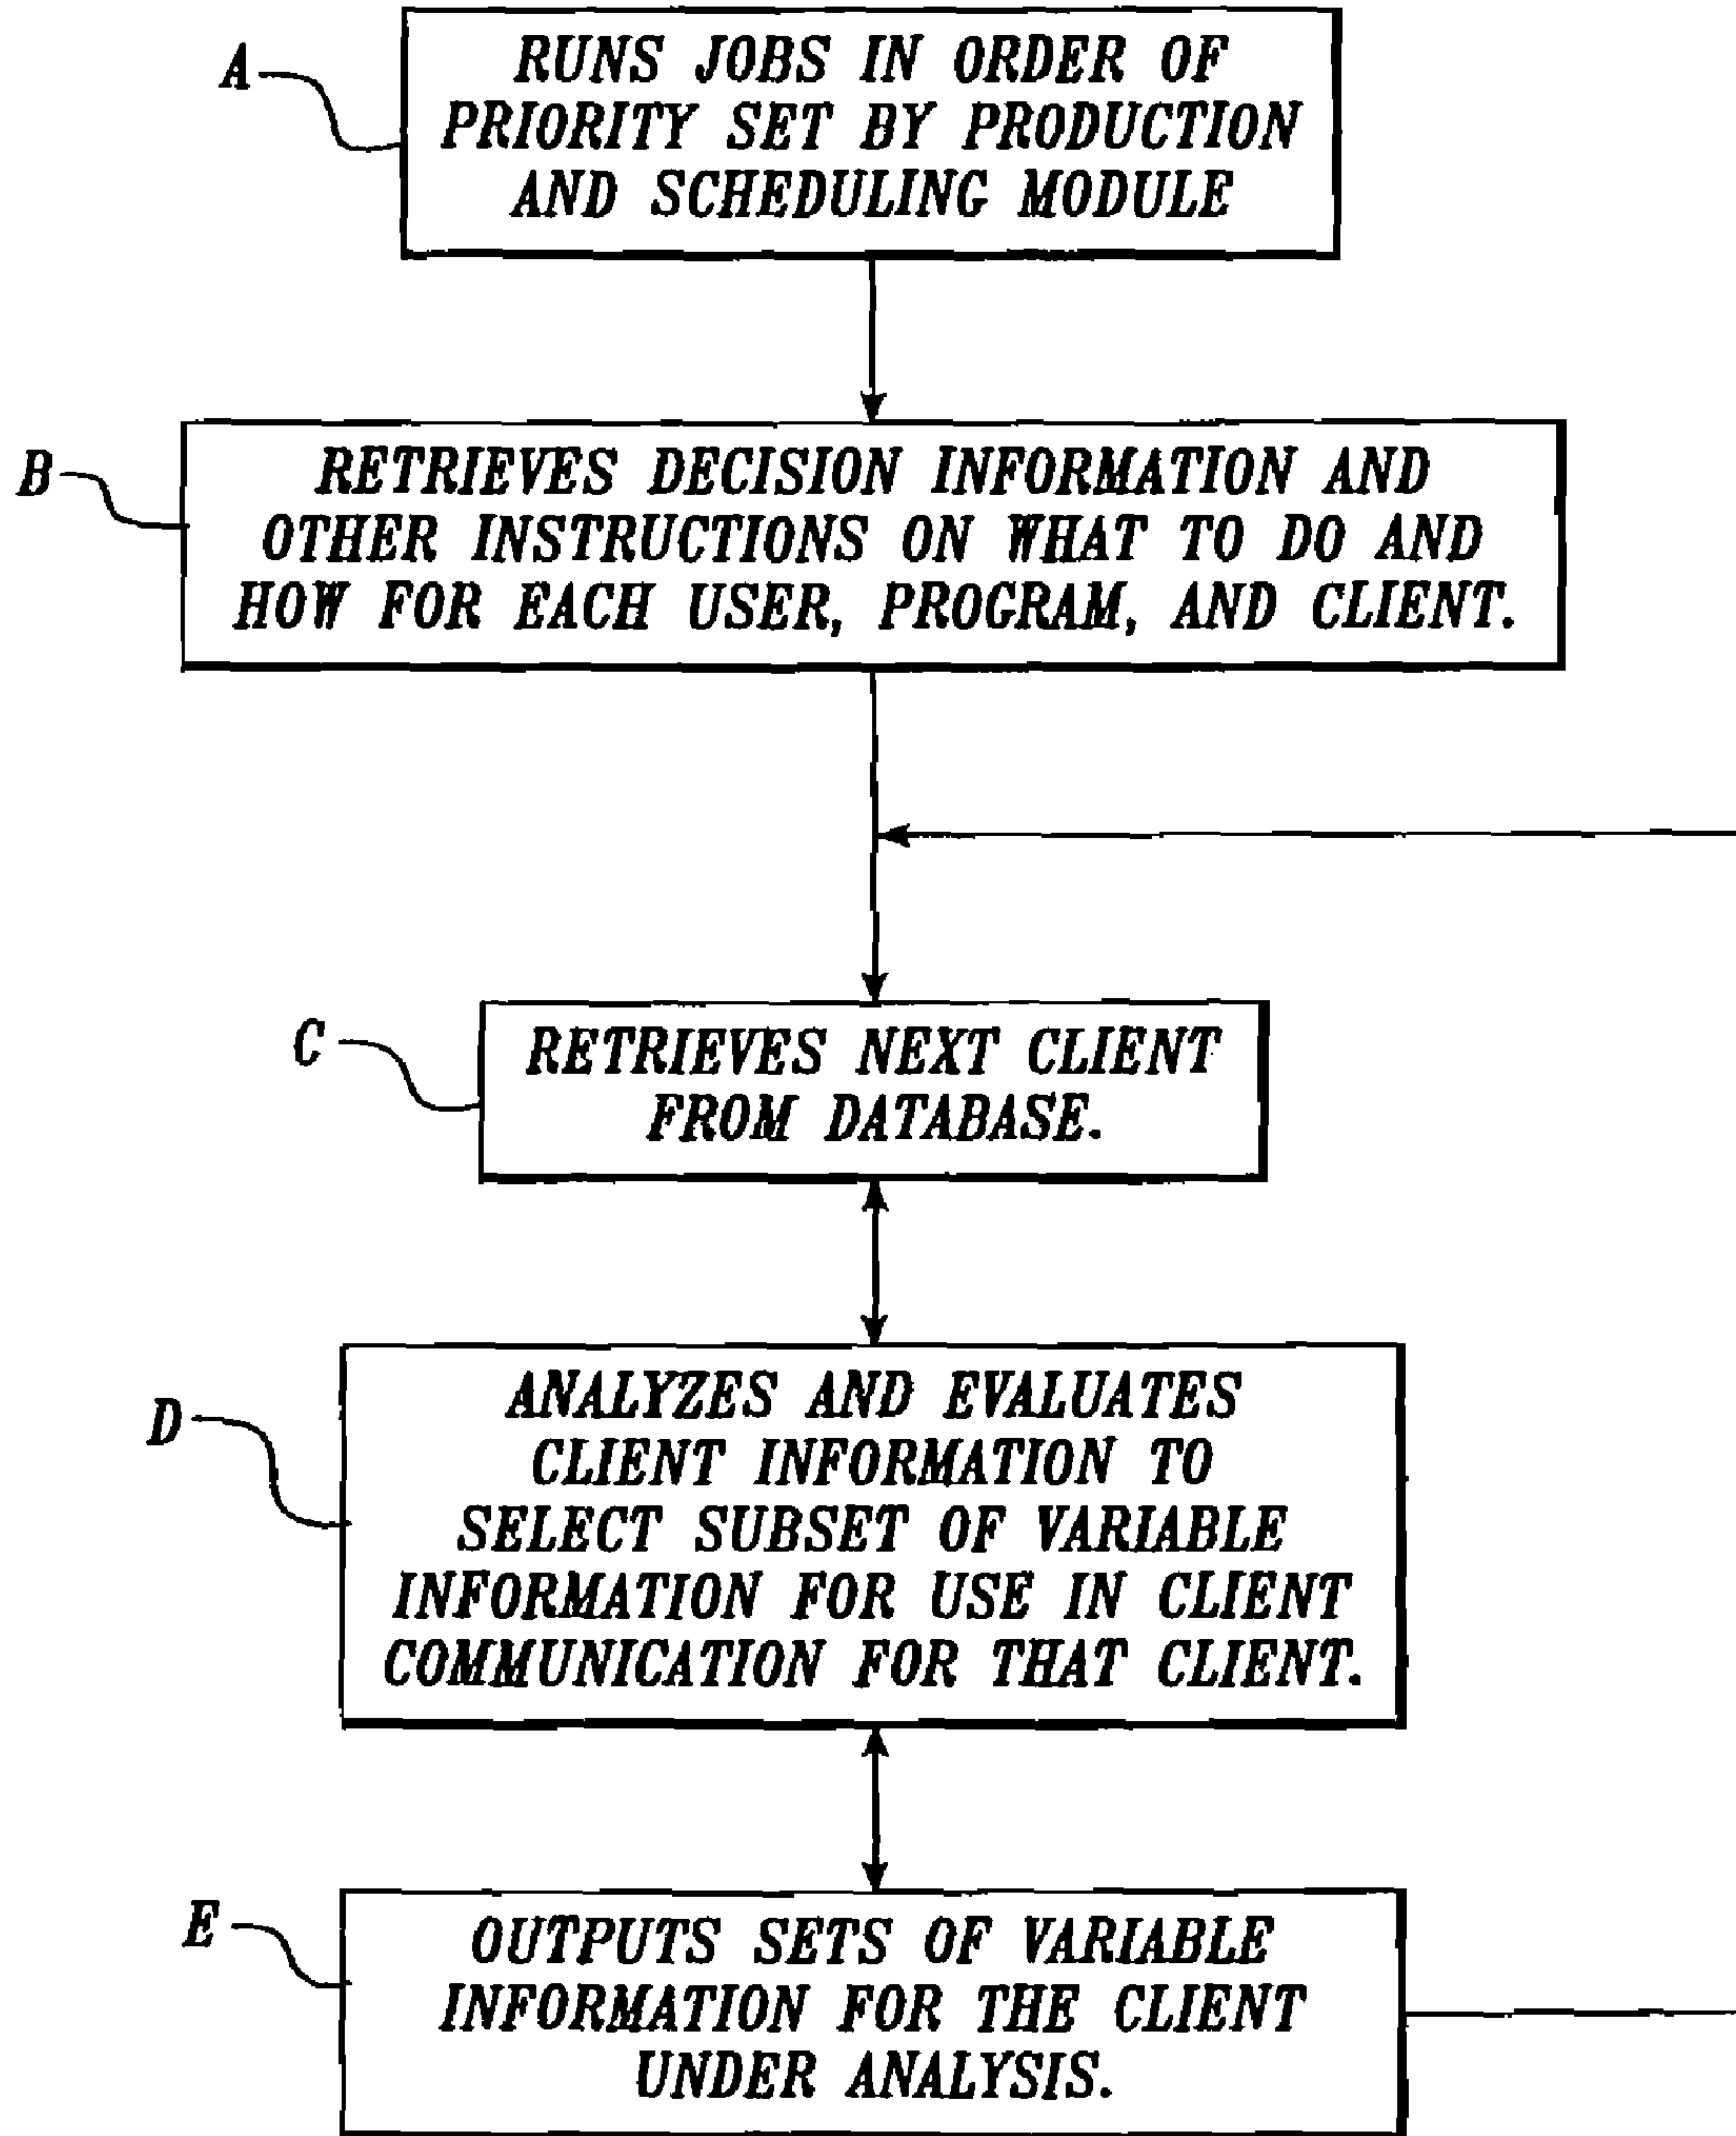 A
RUNS JOBS IN ORDER OF
PRIORITY SET BY PRODUCTION
AND SCHEDULING MODULE
B
RETRIEVES DECISION INFORMATION AND
OTHER INSTRUCTIONS ON WHAT TO DO AND
HOW FOR EACH USER, PROGRAM, AND CLIENT.
C
RETRIEVES NEXT CLIENT
FROM DATABASE.
D
ANALYZES AND EVALUATES
CLIENT INFORMATION TO
SELECT SUBSET OF VARIABLE
INFORMATION FOR USE IN CLIENT
COMMUNICATION FOR THAT CLIENT.
E
OUTPUTS SETS OF VARIABLE
INFORMATION FOR THE CLIENT
UNDER ANALYSIS.